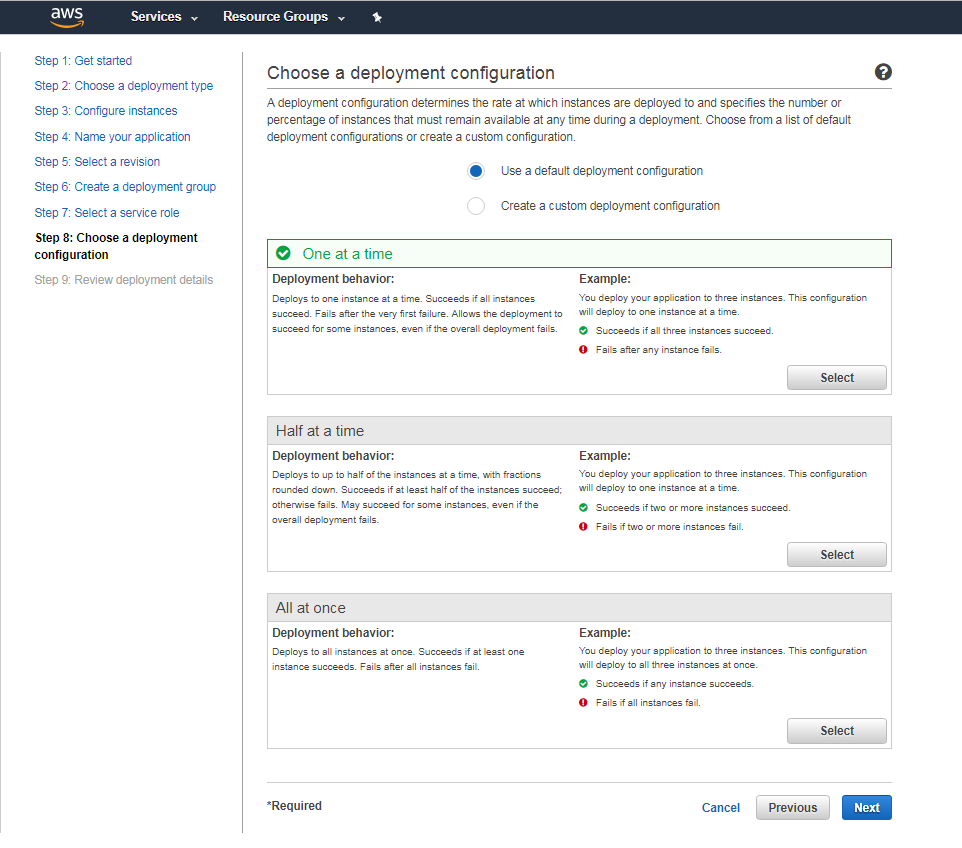 aws Services Resource Groups
Step 1: Get started
Step 2: Choose a deployment type
Step 3: Configure instances
Step 4: Name your application
Step 5: Select a revision
Step 6: Create a deployment group
Step 7: Select a service role
Step 8: Choose a deployment
configuration
Step 9: Review deployment details
Choose a deployment configuration
A deployment configuration determines the rate at which instances are deployed to and specifies the number or
percentage of instances that must remain available at any time during a deployment. Choose from a list of default
deployment configurations or create a custom configuration.
Use a default deployment configuration
Create a custom deployment configuration
One at a time
Deployment behavior:
Deploys to one instance at a time. Succeeds if all instances
succeed. Fails after the very first failure. Allows the deployment to
succeed for some instances, even if the overall deployment fails.
Example:
You deploy your application to three instances. This configuration
will deploy to one instance at a time.
Succeeds if all three instances succeed.
Fails after any instance fails.
Select
Half at a time
Deployment behavior:
Deploys to up to half of the instances at a time, with fractions
rounded down. Succeeds if at least half of the instances succeed;
otherwise fails. May succeed for some instances, even if the
overall deployment fails.
Example:
You deploy your application to three instances. This configuration
will deploy to one instance at a time.
Succeeds if two or more instances succeed.
Fails if two or more instances fail.
Select
All at once
Deployment behavior:
Deploys to all instances at once. Succeeds if at least one
instance succeeds. Fails after all instances fail.
Example:
You deploy your application to three instances. This configuration
will deploy to all three instances at once.
Succeeds if any instance succeeds.
Fails if all instances fail.
Select
*Required
Cancel Previous Next